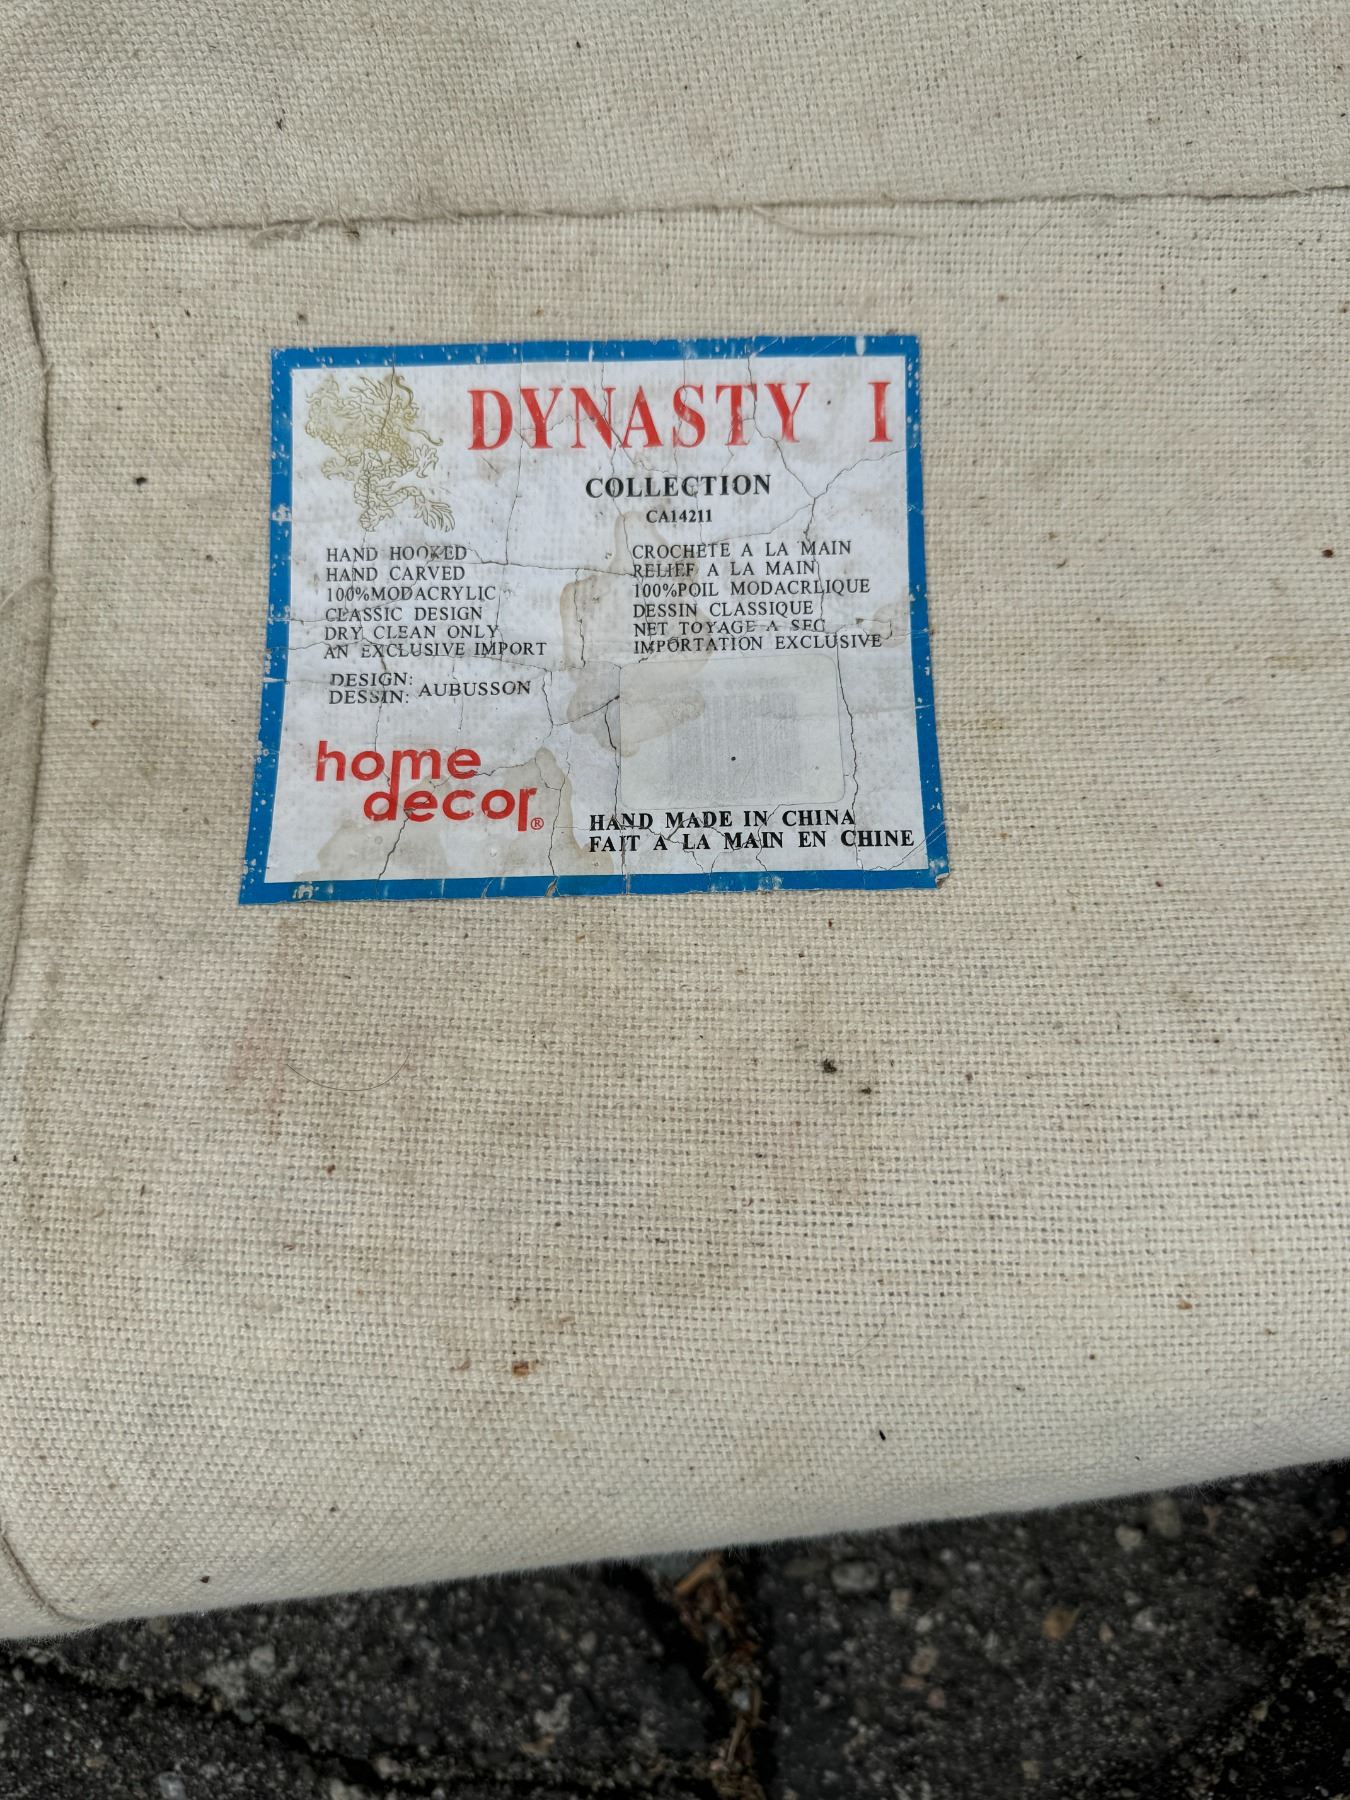 DYNASTY I
COLLECTION
CA14211
HAND HOOKED
HAND CARVED
100%MODACRYLIC
CLASSIC DESIGN
DRY CLEAN ONLY
AN EXCLUSIVE IMPORT
CROCHETE A LA MAIN
RELIEF A LA MAIN
100%POIL MODACRLIQUE
DESSIN CLASSIQUE
NET TOYAGE A SEC
IMPORTATION EXCLUSIVE
DESIGN:
DESSIN: AUBUSSON
home
decor®
HAND MADE IN CHINA
FAIT A LA MAIN EN CHINE